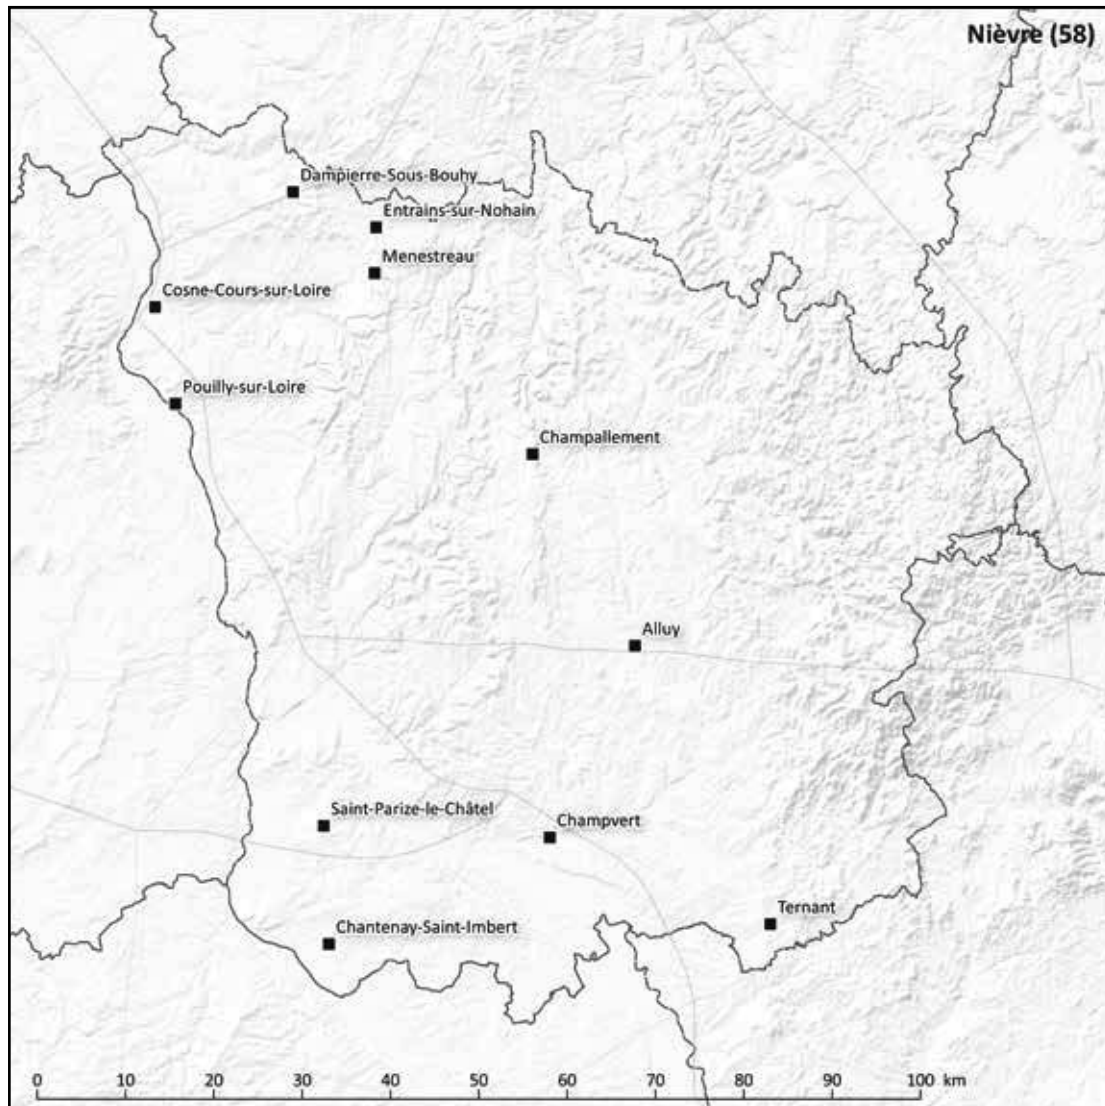 Nièvre (58)
Dampierre-Sous-Bouhy
Entrains-sur-Nohain
Menestreau
Cosne-Cours-sur-Loire
Pouilly-sur-Loire
Champallement
Alluy
Saint-Parize-le-Châtel
Champvert
Ternant
Chantenay-Saint-Imbert
0 10 20 30 40 50 60 70 80 90 100 km